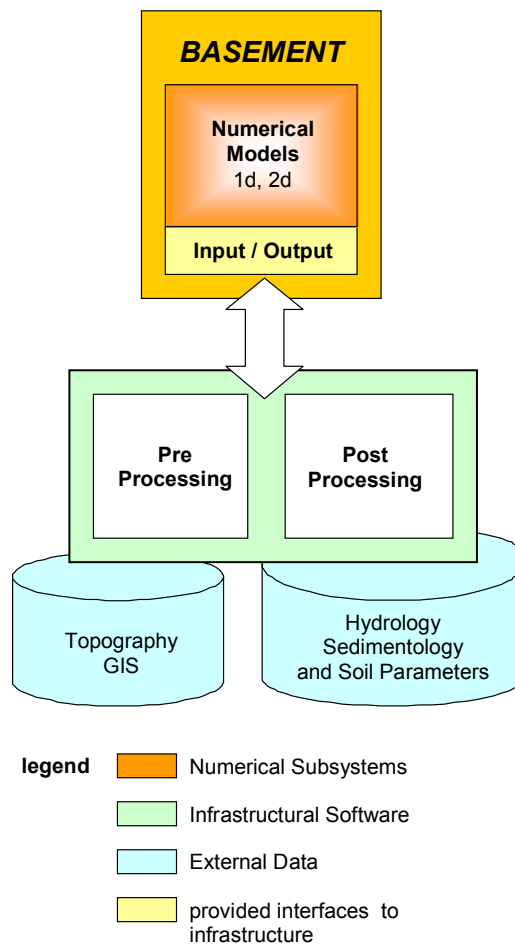 BASEMENT
Numerical
Models
1d, 2d
Input / Output
Pre
Processing
Post
Processing
Topography
GIS
Hydrology
Sedimentology
and Soil Parameters
legend
Numerical Subsystems
Infrastructural Software
External Data
provided interfaces to
infrastructure